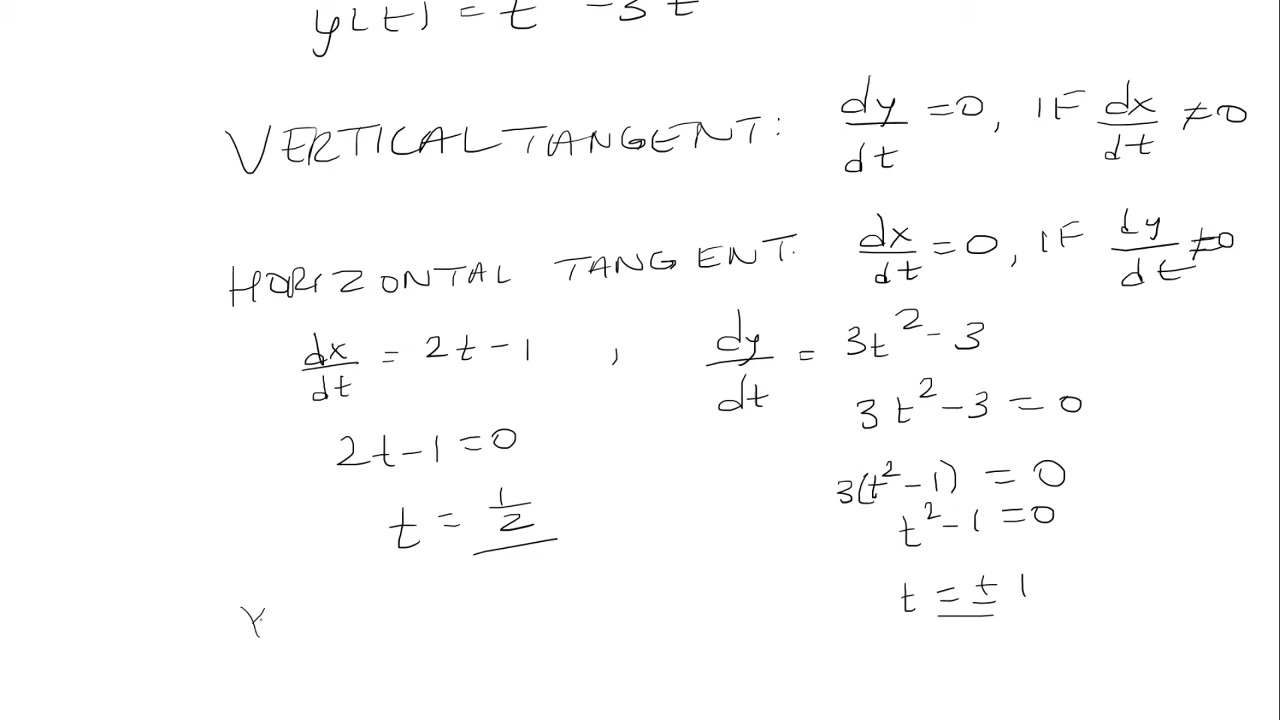 y(t) = t - 3t
VERTICAL TANGENT: dy/dt = 0, IF dx/dt ≠ 0
HORIZONTAL TANGENT. dx/dt = 0, IF dy/dt ≠ 0
dx/dt = 2t - 1 , dy/dt = 3t² - 3
3t² - 3 = 0
2t - 1 = 0
3(t² - 1) = 0
t = 1/2
t² - 1 = 0
t = ± 1